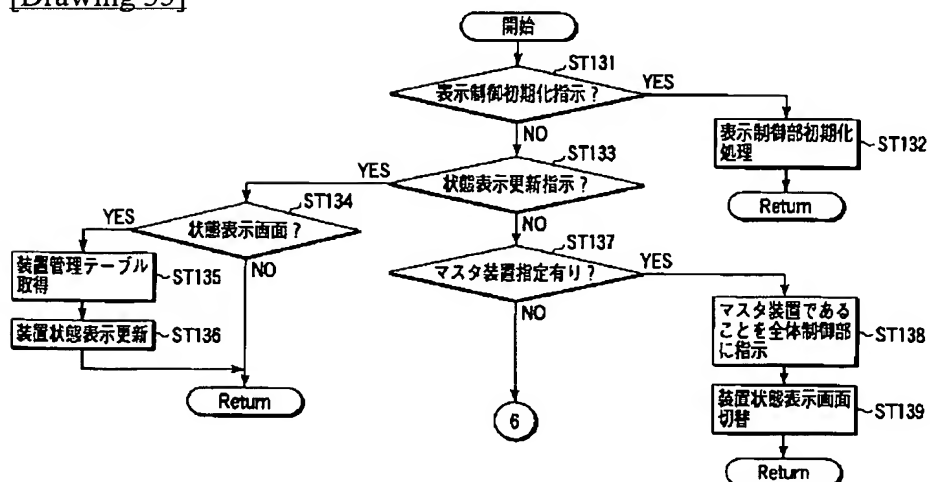 [Drawing 33]
開始
ST131
表示制御初期化指示?
YES
NO
表示制御部初期化
処理
ST132
Return
ST133
状態表示更新指示?
YES
NO
ST134
状態表示画面?
YES
NO
装置管理テーブル
取得
ST135
装置状態表示更新
ST136
Return
ST137
マスタ装置指定有り?
YES
NO
6
マスタ装置である
ことを全体制御部
に指示
ST138
装置状態表示画面
切替
ST139
Return